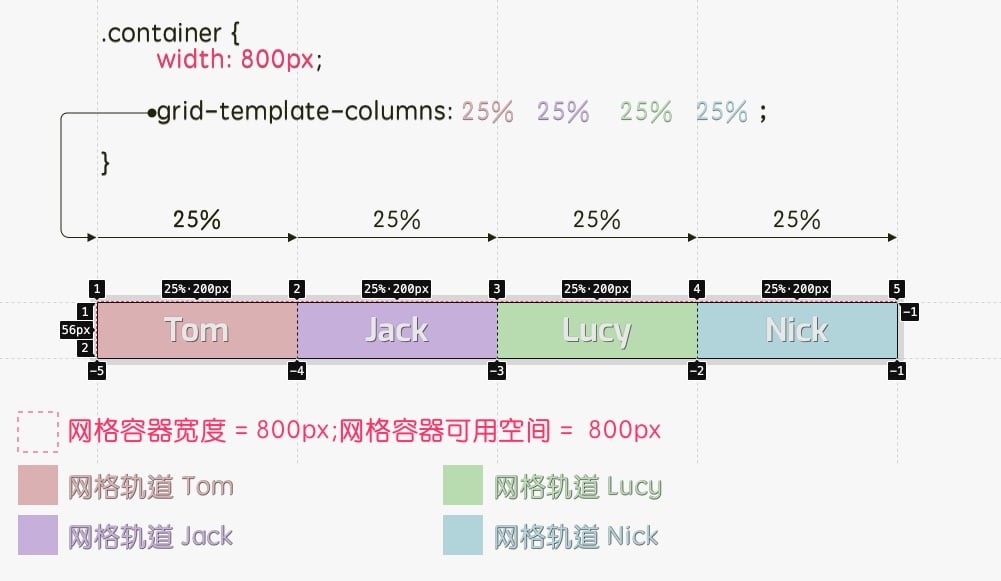 .container {
width: 800px;
grid-template-columns: 25% 25% 25% 25% ;
}
25% 25% 25% 25%
1 25%·200px 2 25%·200px 3 25%·200px 4 25%·200px 5
1 -1
56px Tom Jack Lucy Nick
2
-5 -4 -3 -2 -1
网格容器宽度 = 800px;网格容器可用空间 = 800px
网格轨道 Tom 网格轨道 Lucy
网格轨道 Jack 网格轨道 Nick